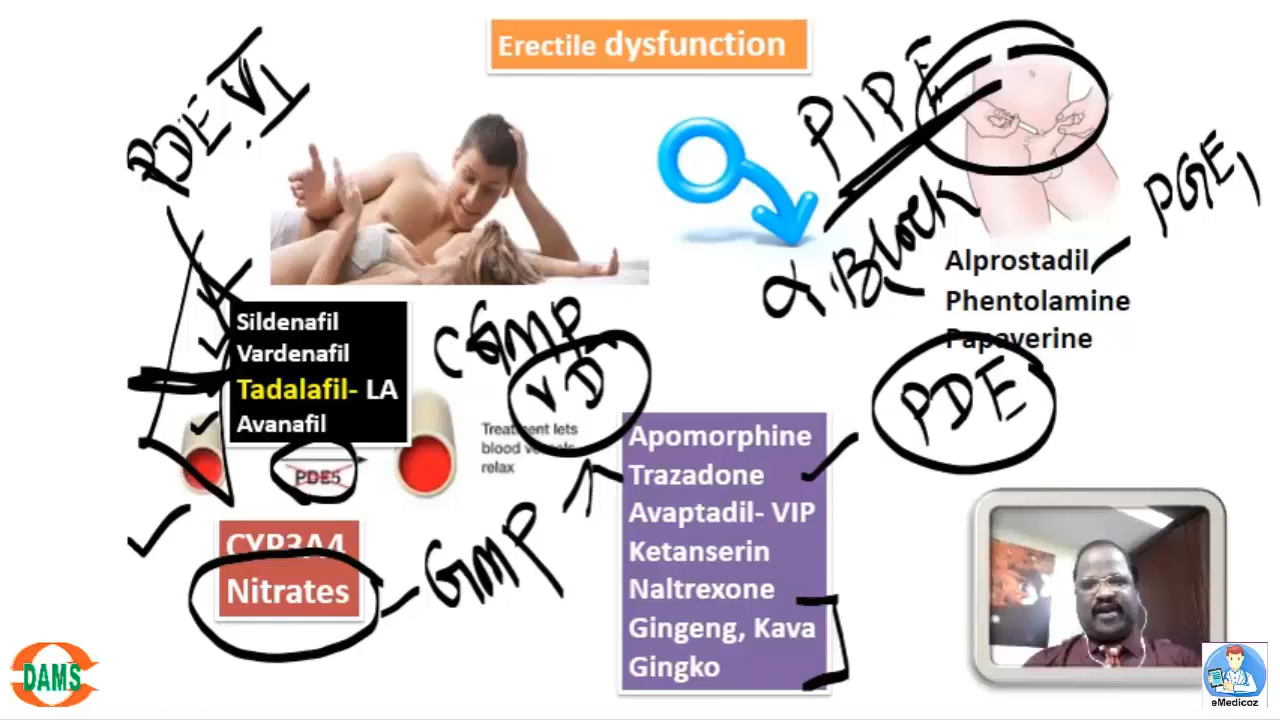 Erectile dysfunction
PDE VI
PIPE
PGE1
α Block
Alprostadil
Phentolamine
Papaverine
Sildenafil
Vardenafil
Tadalafil- LA
Avanafil
cGMP
VD
PDE
Treatment lets
blood vessels
relax
PDE5
CYP3A4
Nitrates
GMP
Apomorphine
Trazadone
Avaptadil- VIP
Ketanserin
Naltrexone
Gingeng, Kava
Gingko
DAMS
eMedicoz